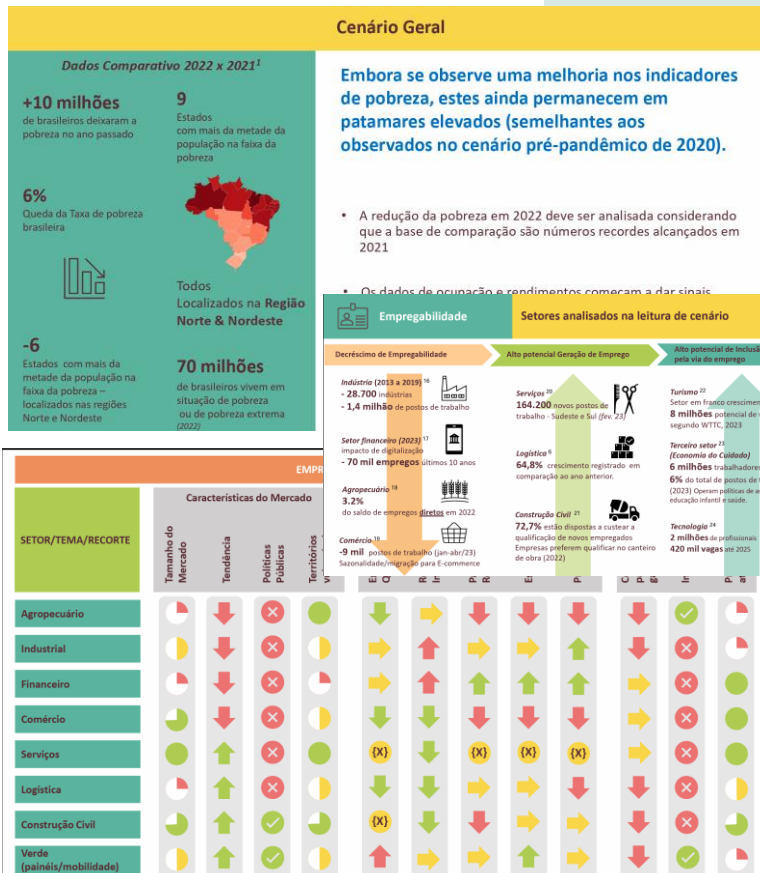 Cenário Geral
Dados Comparativo 2022 x 2021¹
+10 milhões
de brasileiros deixaram a
pobreza no ano passado
9
Estados
com mais da metade da
população na faixa da
pobreza
6%
Queda da Taxa de pobreza
brasileira
Todos
Localizados na Região
Norte & Nordeste
-6
Estados com mais da
metade da população na
faixa da pobreza –
localizados nas regiões
Norte e Nordeste
70 milhões
de brasileiros vivem em
situação de pobreza
ou de pobreza extrema
(2022)
Embora se observe uma melhoria nos indicadores
de pobreza, estes ainda permanecem em
patamares elevados (semelhantes aos
observados no cenário pré-pandêmico de 2020).
• A redução da pobreza em 2022 deve ser analisada considerando
que a base de comparação são números recordes alcançados em
2021
• Os dados de ocupação e rendimentos começam a dar sinais
Empregabilidade
Setores analisados na leitura de cenário
Decréscimo de Empregabilidade
Alto potencial Geração de Emprego
Alto potencial de Inclusã
pela via do emprego
Indústria (2013 a 2019) 16
- 28.700 indústrias
- 1,4 milhão de postos de trabalho
Setor financeiro (2023) 17
impacto de digitalização
- 70 mil empregos últimos 10 anos
Agropecuário 18
3.2%
do saldo de empregos diretos em 2022
Comércio 19
-9 mil postos de trabalho (jan-abr/23)
Sazonalidade/migração para E-commerce
Serviços 20
164.200 novos postos de
trabalho - Sudeste e Sul (fev. 23)
Logística 6
64,8% crescimento registrado em
comparação ao ano anterior.
Construção Civil 21
72,7% estão dispostas a custear a
qualificação de novos empregados
Empresas preferem qualificar no canteiro
de obra (2022)
Turismo 22
Setor em franco crescimen
8 milhões potencial de
segundo WTTC, 2023
Terceiro setor 23
(Economia do Cuidado)
6 milhões trabalhadores
6% do total de postos de t
(2023) Operam políticas de a
educação infantil e saúde.
Tecnologia 24
2 milhões de profissionais
420 mil vagas até 2025
EMPR
SETOR/TEMA/RECORTE
Características do Mercado
Tamanho do
Mercado
Tendência
Políticas
Públicas
Territórios
Agropecuário
Industrial
Financeiro
Comércio
Serviços
{X}
{X}
{X}
{X}
Logística
Construção Civil
{X}
Verde
(painéis/mobilidade)